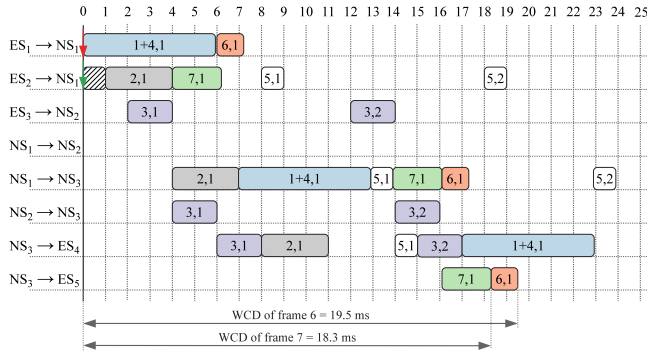 0 1 2 3 4 5 6 7 8 9 10 11 12 13 14 15 16 17 18 19 20 21 22 23 24 25
ES1 → NS1 1+4,1 6,1
ES2 → NS1 2,1 7,1 5,1 5,2
ES3 → NS2 3,1 3,2
NS1 → NS2
NS1 → NS3 2,1 1+4,1 5,1 7,1 6,1 5,2
NS2 → NS3 3,1 3,2
NS3 → ES4 3,1 2,1 5,1 3,2 1+4,1
NS3 → ES5 7,1 6,1
WCD of frame 6 = 19.5 ms
WCD of frame 7 = 18.3 ms